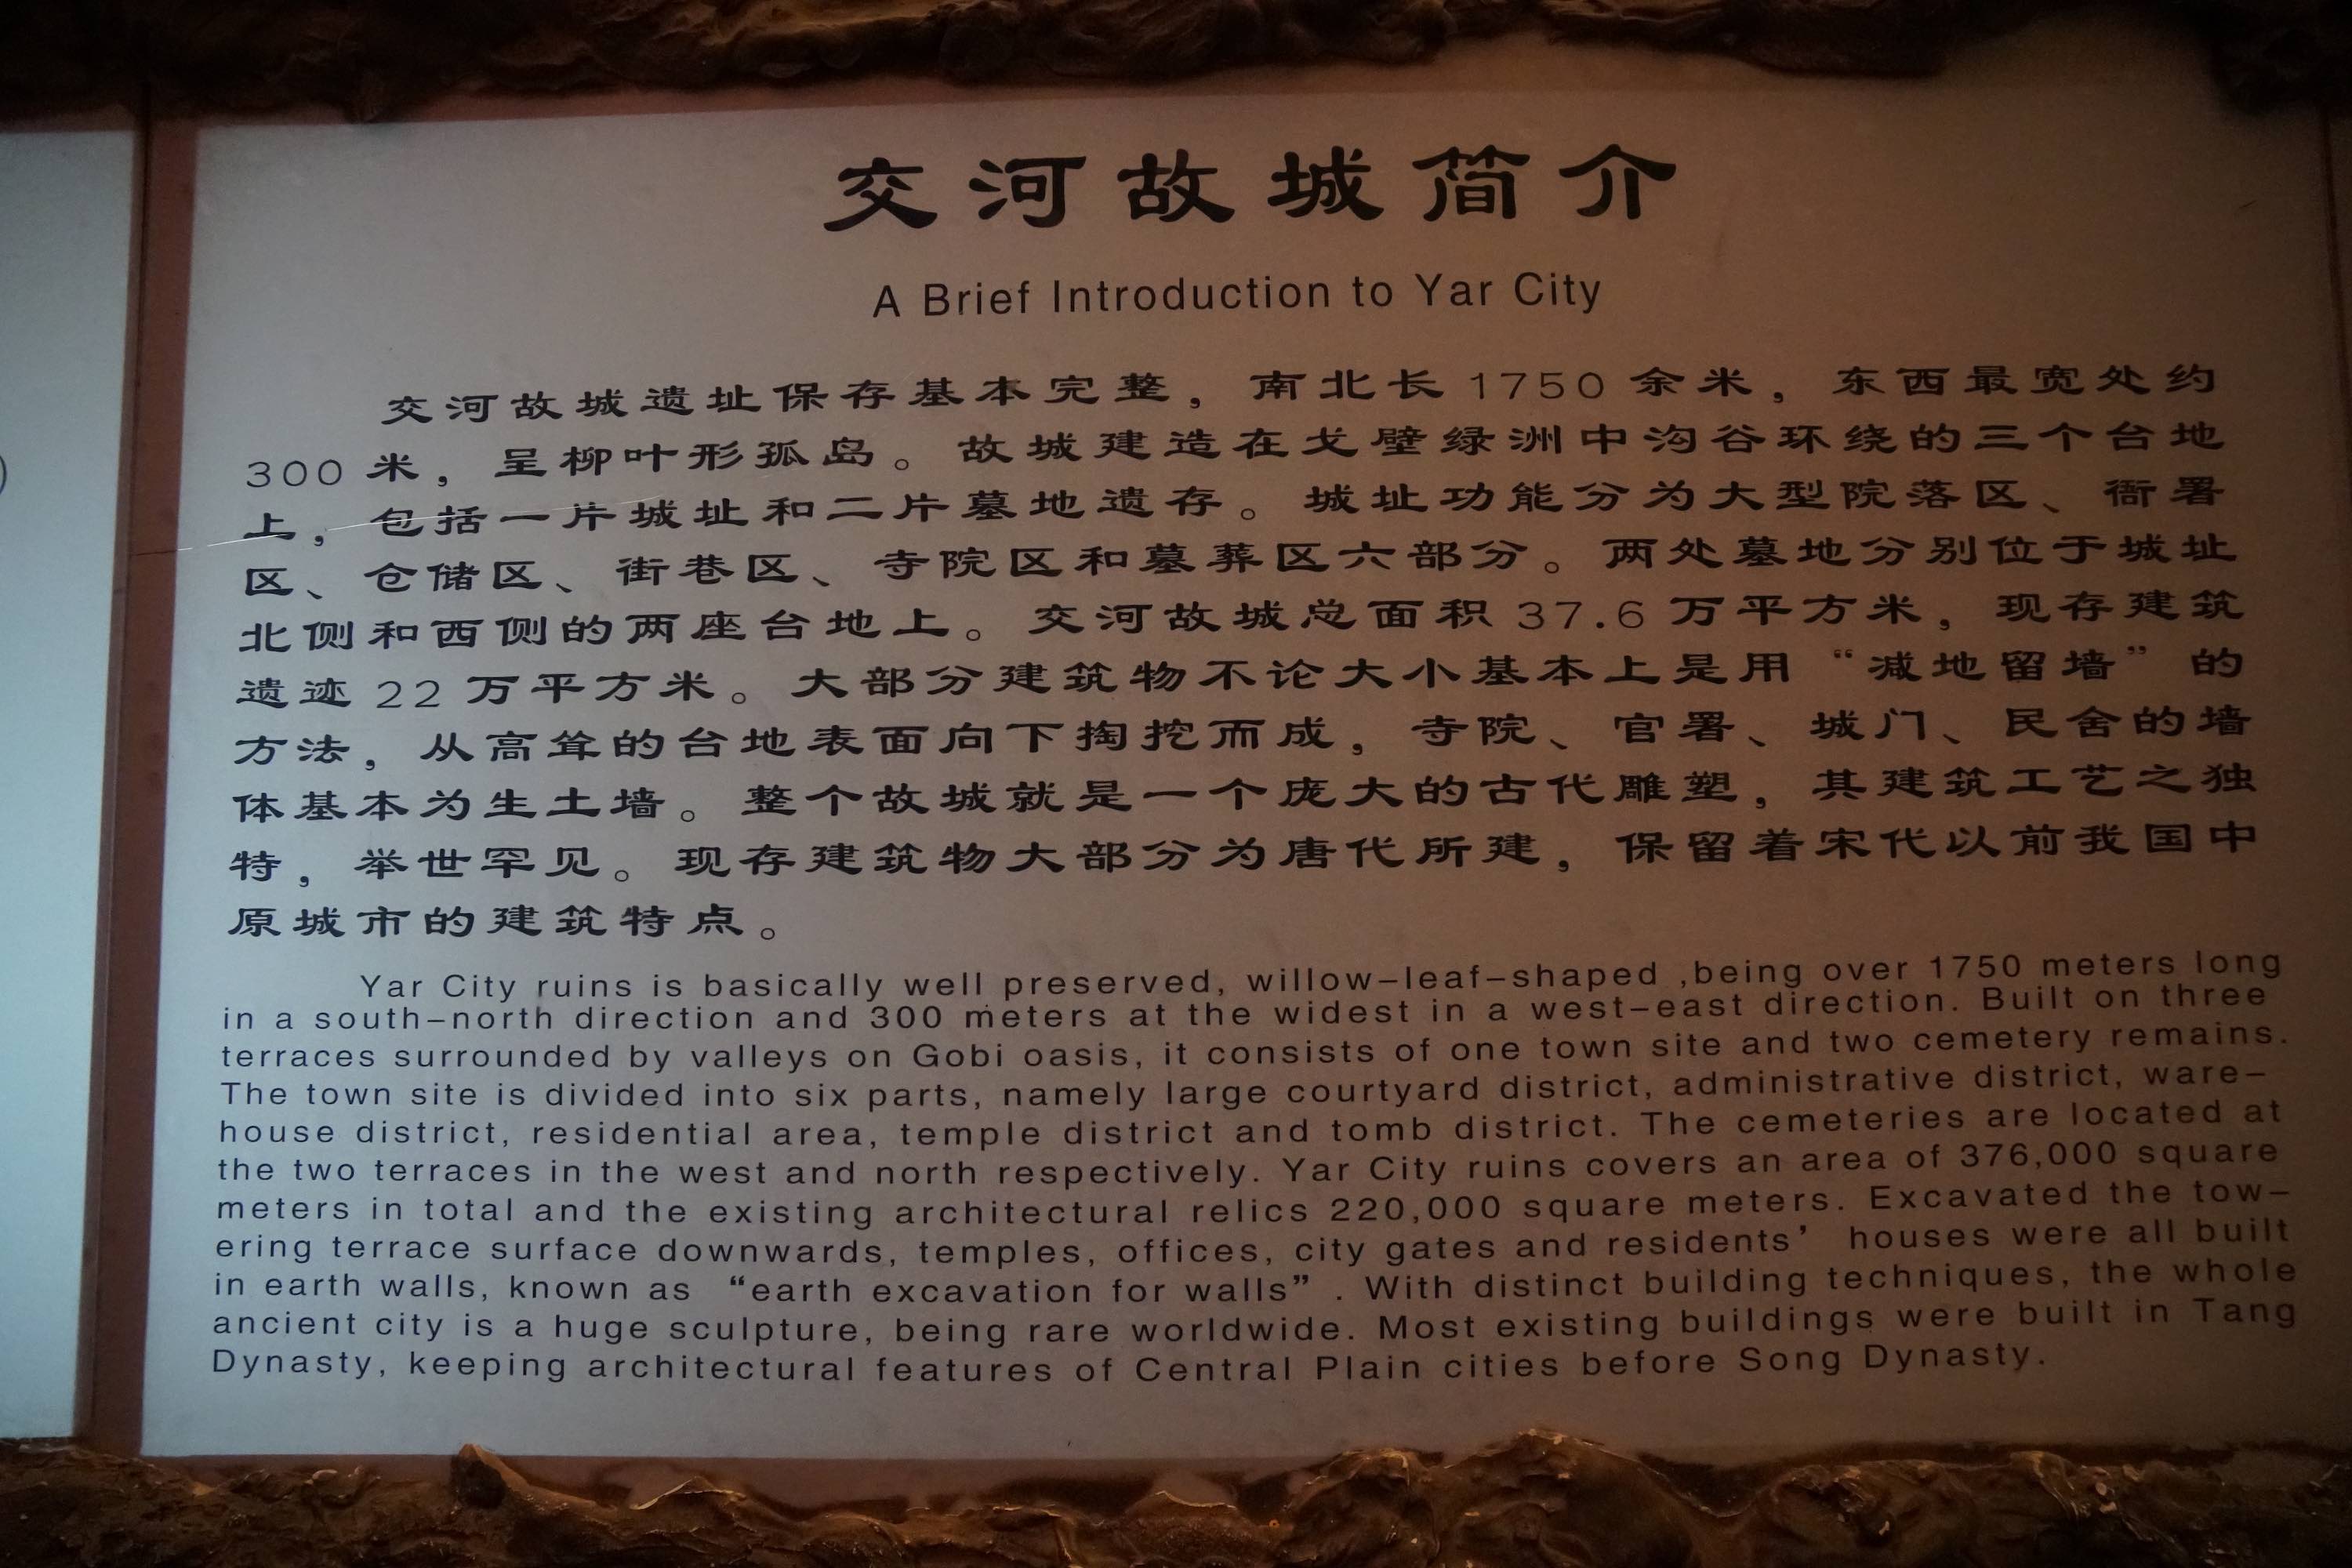 交河故城简介
A Brief Introduction to Yar City
交河故城遗址保存基本完整，南北长1750余米，东西最宽处约
300米，呈柳叶形孤岛。故城建造在戈壁绿洲中沟谷环绕的三个台地
上，包括一片城址和二片墓地遗存。城址功能分为大型院落区、衙署
区、仓储区、街巷区、寺院区和墓葬区六部分。两处墓地分别位于城址
北侧和西侧的两座台地上。交河故城总面积37.6万平方米，现存建筑
遗迹22万平方米。大部分建筑物不论大小基本上是用“减地留墙”的
方法，从高耸的台地表面向下掏挖而成，寺院、官署、城门、民舍的墙
体基本为生土墙。整个故城就是一个庞大的古代雕塑，其建筑工艺之独
特，举世罕见。现存建筑物大部分为唐代所建，保留着宋代以前我国中
原城市的建筑特点。
Yar City ruins is basically well preserved, willow-leaf-shaped ,being over 1750 meters long
in a south-north direction and 300 meters at the widest in a west-east direction. Built on three
terraces surrounded by valleys on Gobi oasis, it consists of one town site and two cemetery remains.
The town site is divided into six parts, namely large courtyard district, administrative district, ware-
house district, residential area, temple district and tomb district. The cemeteries are located at
the two terraces in the west and north respectively. Yar City ruins covers an area of 376,000 square
meters in total and the existing architectural relics 220,000 square meters. Excavated the tow-
ering terrace surface downwards, temples, offices, city gates and residents’ houses were all built
in earth walls, known as “earth excavation for walls” . With distinct building techniques, the whole
ancient city is a huge sculpture, being rare worldwide. Most existing buildings were built in Tang
Dynasty, keeping architectural features of Central Plain cities before Song Dynasty.